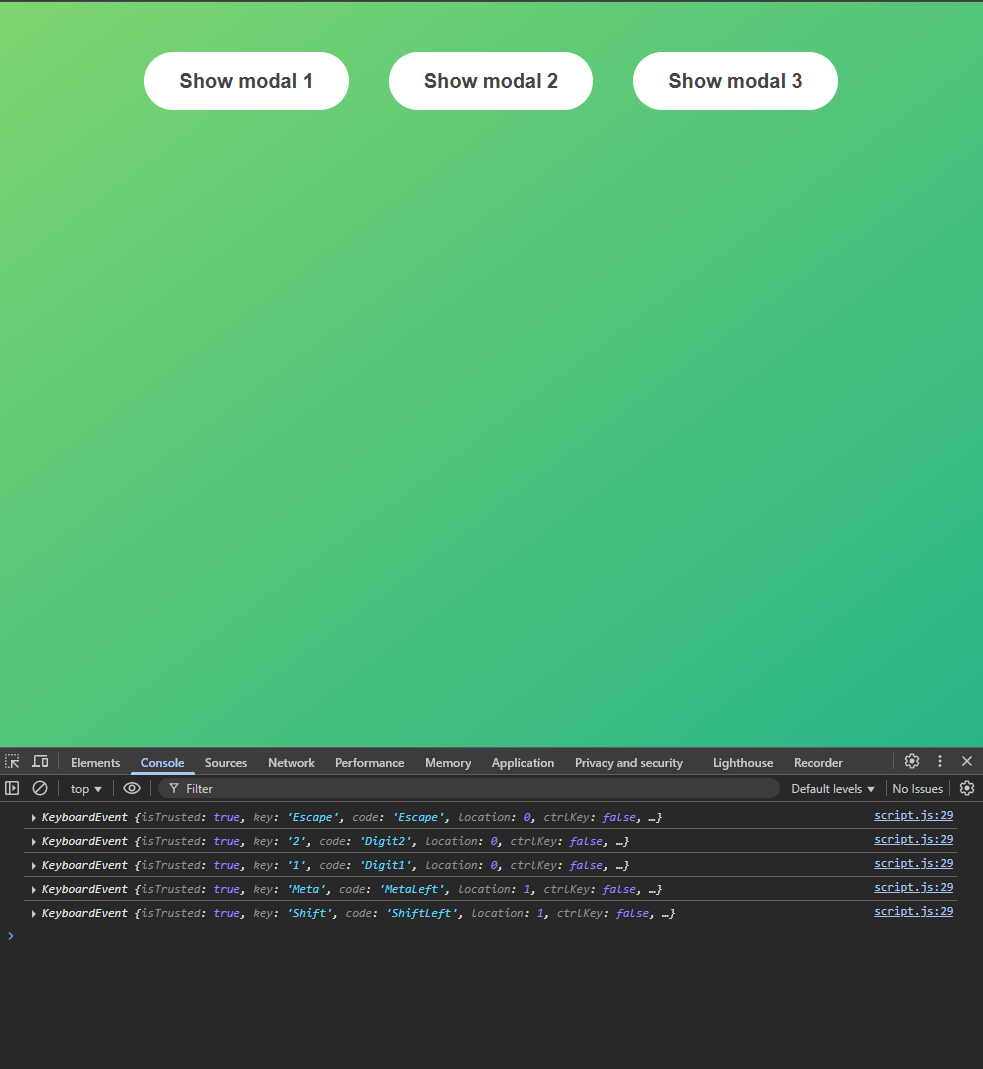 Show modal 1 Show modal 2 Show modal 3
Elements Console Sources Network Performance Memory Application Privacy and security Lighthouse Recorder
top Filter Default levels No Issues
KeyboardEvent {isTrusted: true, key: 'Escape', code: 'Escape', location: 0, ctrlKey: false, …} script.js:29
KeyboardEvent {isTrusted: true, key: '2', code: 'Digit2', location: 0, ctrlKey: false, …} script.js:29
KeyboardEvent {isTrusted: true, key: '1', code: 'Digit1', location: 0, ctrlKey: false, …} script.js:29
KeyboardEvent {isTrusted: true, key: 'Meta', code: 'MetaLeft', location: 1, ctrlKey: false, …} script.js:29
KeyboardEvent {isTrusted: true, key: 'Shift', code: 'ShiftLeft', location: 1, ctrlKey: false, …} script.js:29